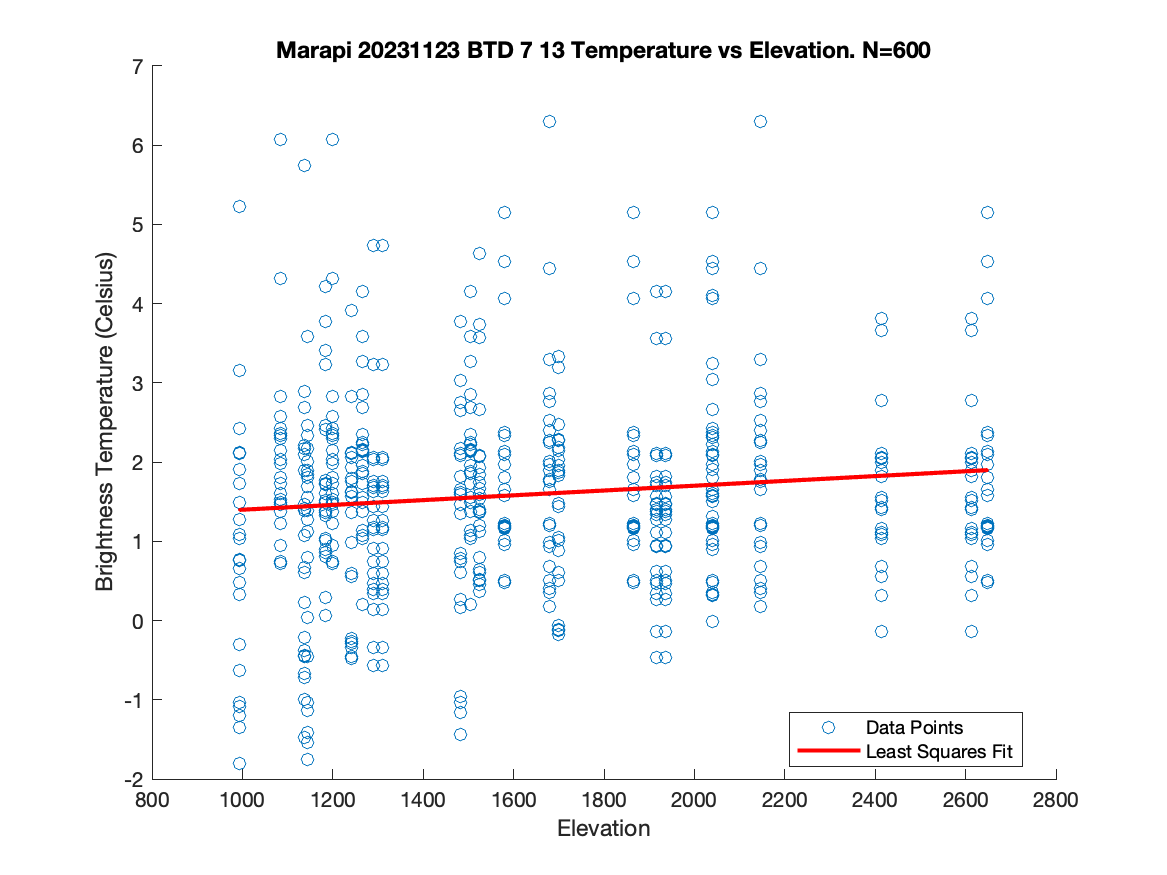 Marapi 20231123 BTD 7 13 Temperature vs Elevation. N=600
7
6
5
4
3
2
1
0
-1
-2
Brightness Temperature (Celsius)
Data Points
Least Squares Fit
800 1000 1200 1400 1600 1800 2000 2200 2400 2600 2800
Elevation